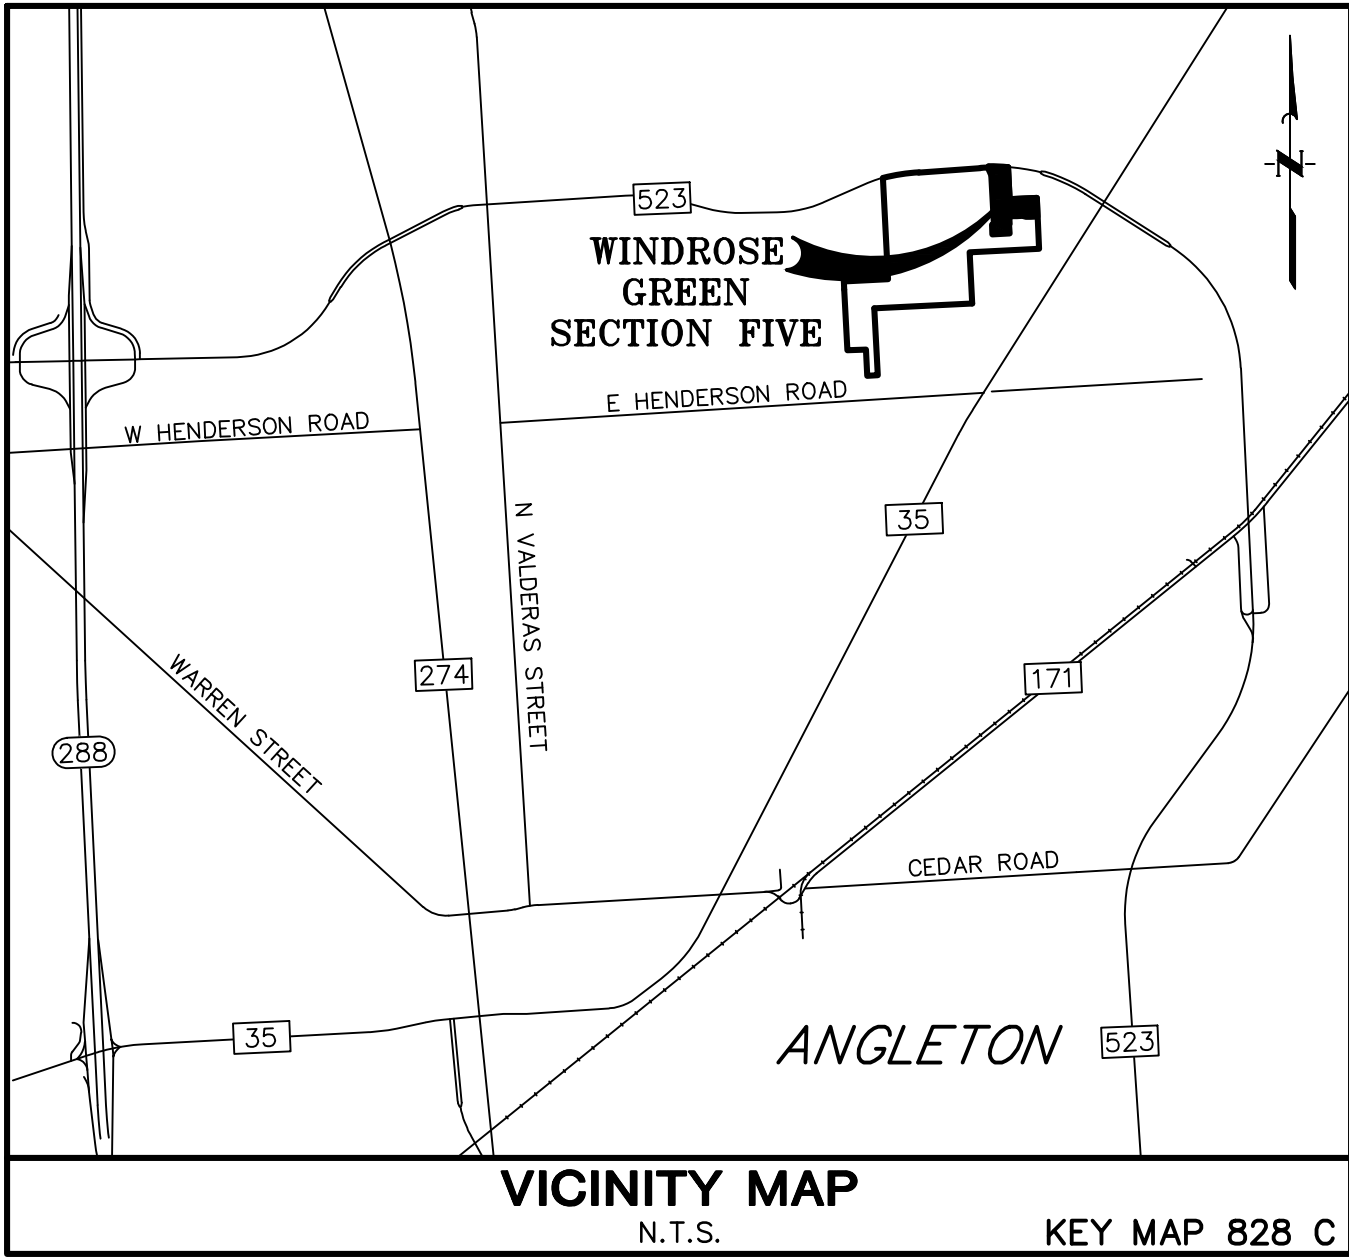 N
523
WINDROSE
GREEN
SECTION FIVE
E HENDERSON ROAD
W HENDERSON ROAD
N VALDERAS STREET
35
WARREN STREET
274
171
288
CEDAR ROAD
35
ANGLETON
523
VICINITY MAP
N.T.S.
KEY MAP 828 C